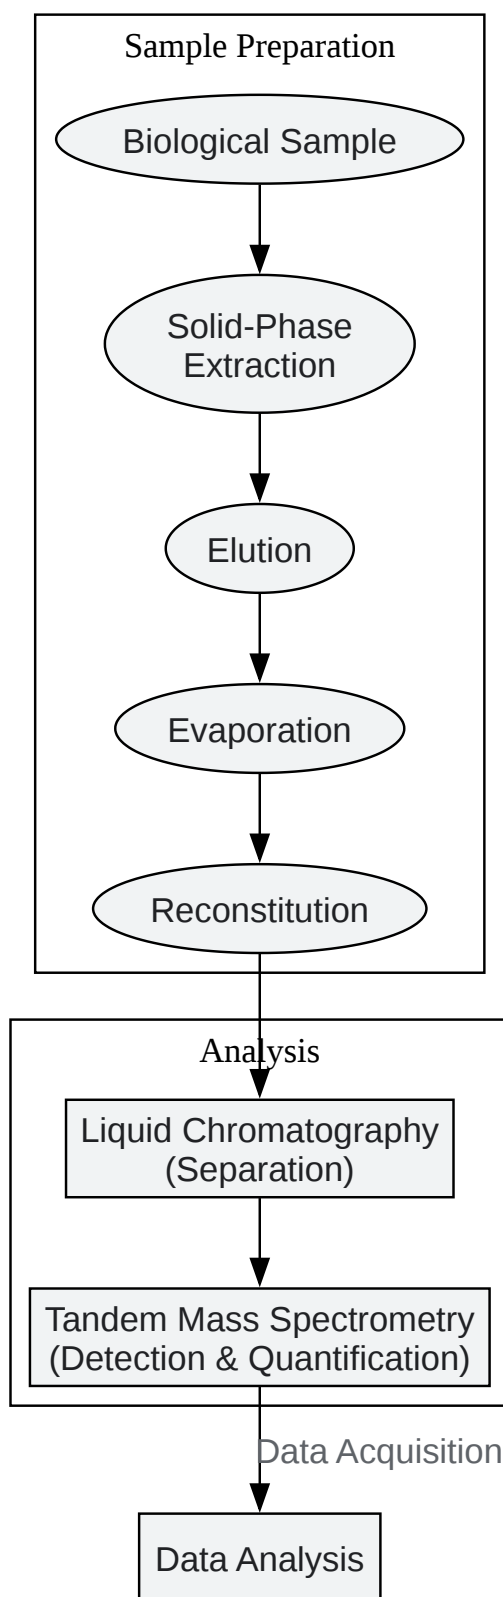 Sample Preparation
Biological Sample
Solid-Phase
Extraction
Elution
Evaporation
Reconstitution
Analysis
Liquid Chromatography
(Separation)
Tandem Mass Spectrometry
(Detection & Quantification)
Data Acquisition
Data Analysis